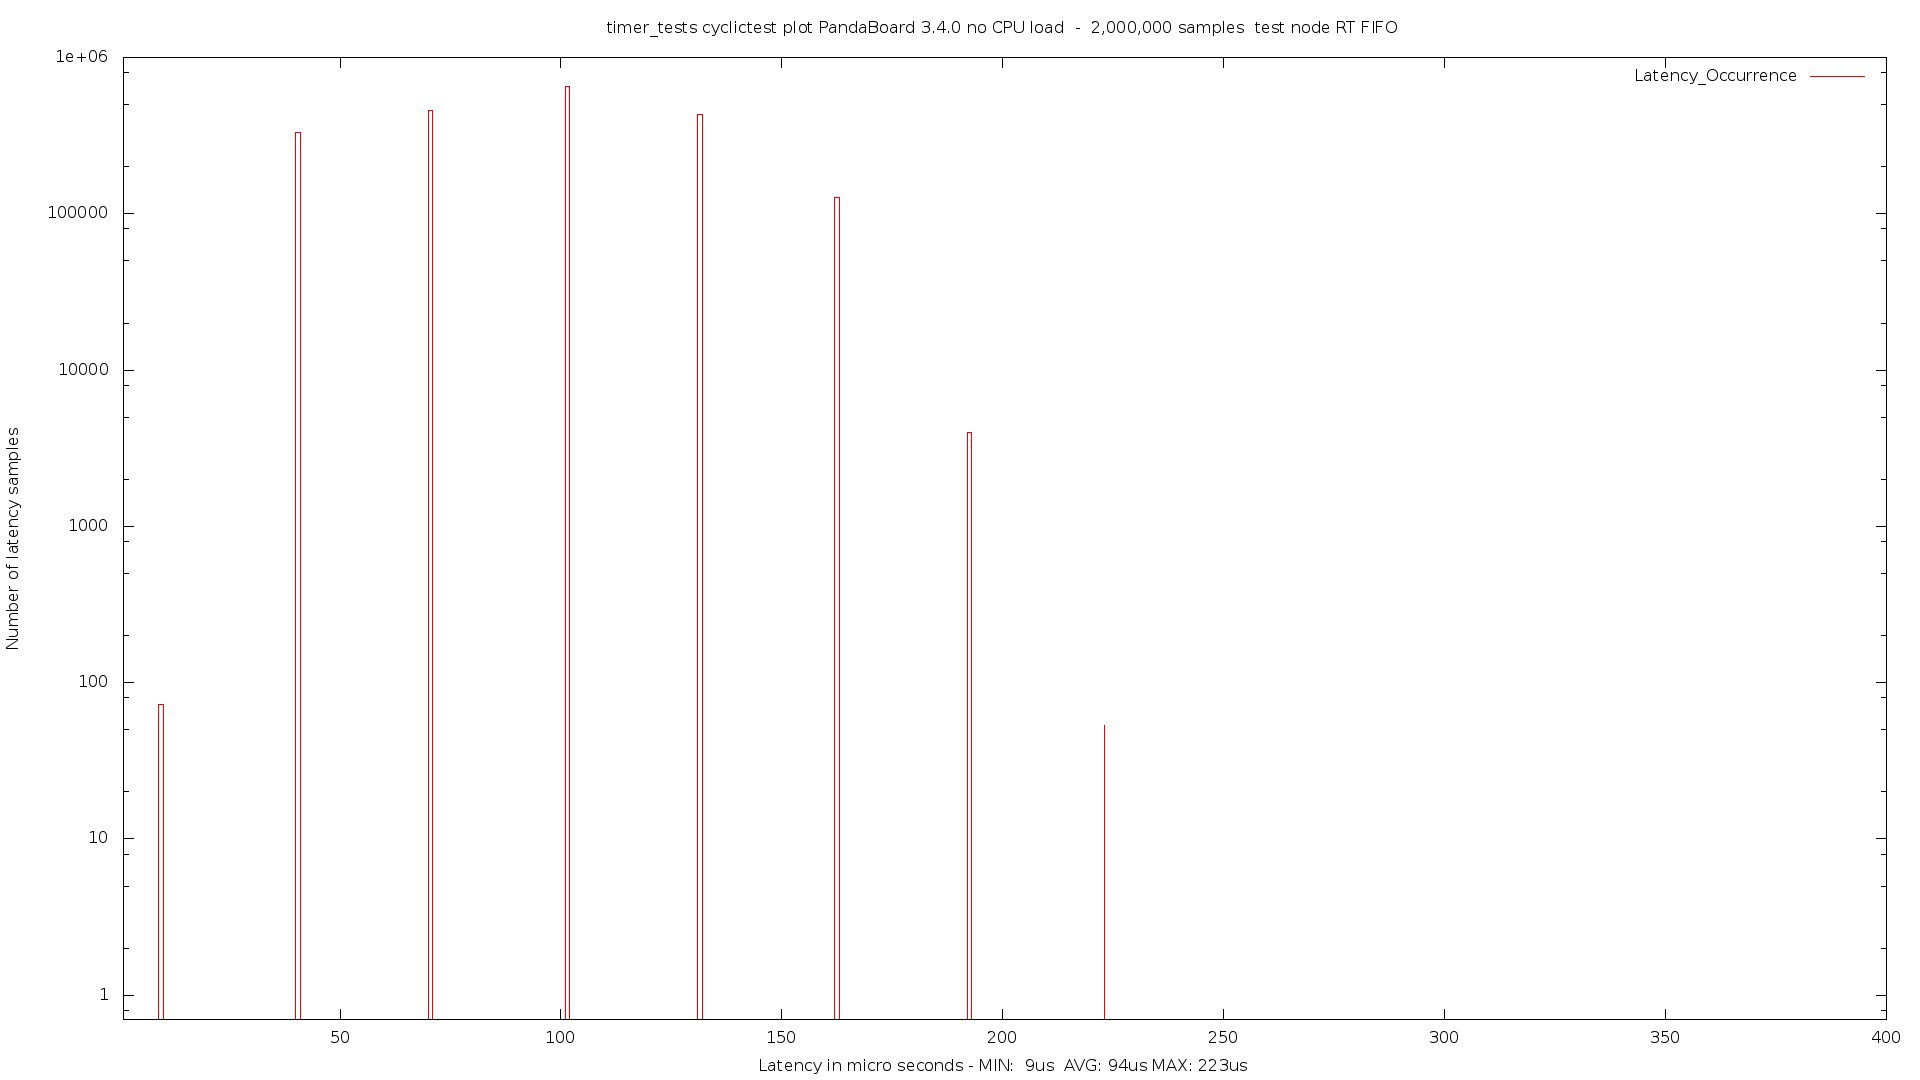 timer_tests cyclictest plot PandaBoard 3.4.0 no CPU load  -  2,000,000 samples  test node RT FIFO
1e+06
Latency_Occurrence
100000
10000
1000
100
10
1
Number of latency samples
50 100 150 200 250 300 350 400
Latency in micro seconds - MIN:  9us  AVG: 94us MAX: 223us